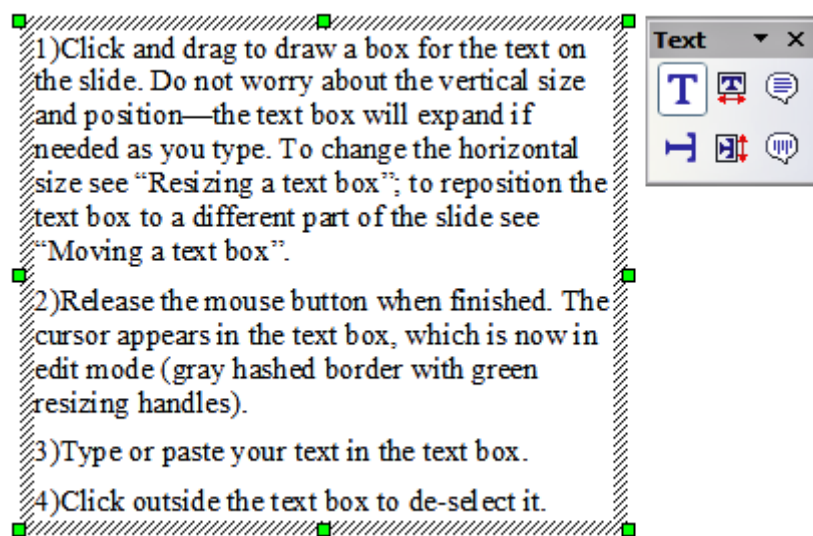 1)Click and drag to draw a box for the text on
the slide. Do not worry about the vertical size
and position—the text box will expand if
needed as you type. To change the horizontal
size see “Resizing a text box”; to reposition the
text box to a different part of the slide see
“Moving a text box”.
2)Release the mouse button when finished. The
cursor appears in the text box, which is now in
edit mode (gray hashed border with green
resizing handles).
3)Type or paste your text in the text box.
4)Click outside the text box to de-select it.
Text